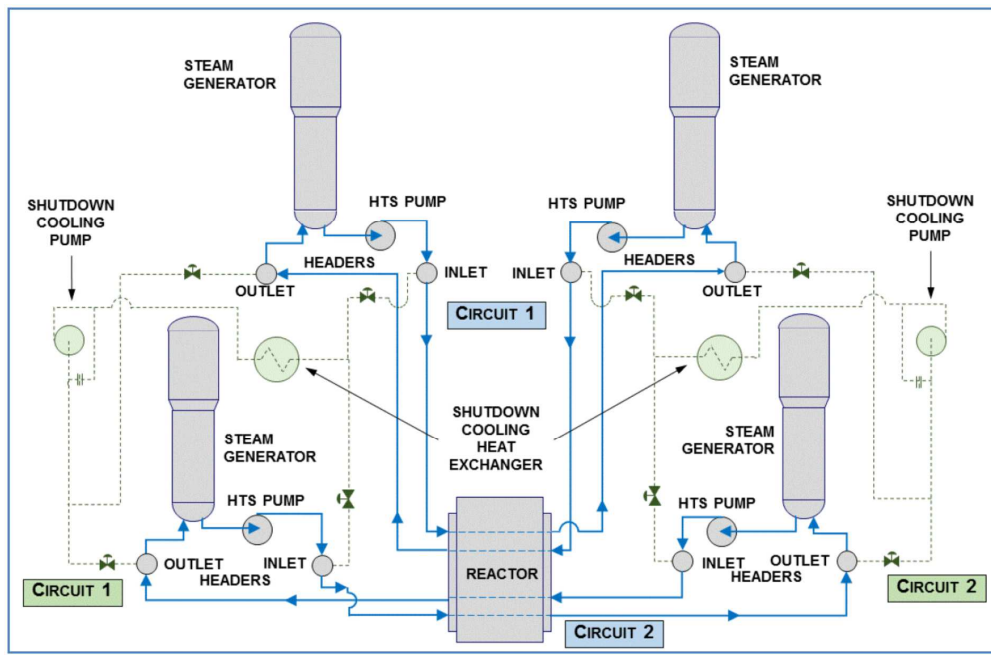 STEAM
GENERATOR
STEAM
GENERATOR
SHUTDOWN
COOLING
PUMP
HTS PUMP
HTS PUMP
SHUTDOWN
COOLING
PUMP
HEADERS
INLET
INLET
HEADERS
OUTLET
OUTLET
CIRCUIT 1
SHUTDOWN
COOLING
HEAT
EXCHANGER
STEAM
GENERATOR
STEAM
GENERATOR
HTS PUMP
HTS PUMP
OUTLET
HEADERS
INLET
REACTOR
INLET
HEADERS
OUTLET
CIRCUIT 1
CIRCUIT 2
CIRCUIT 2